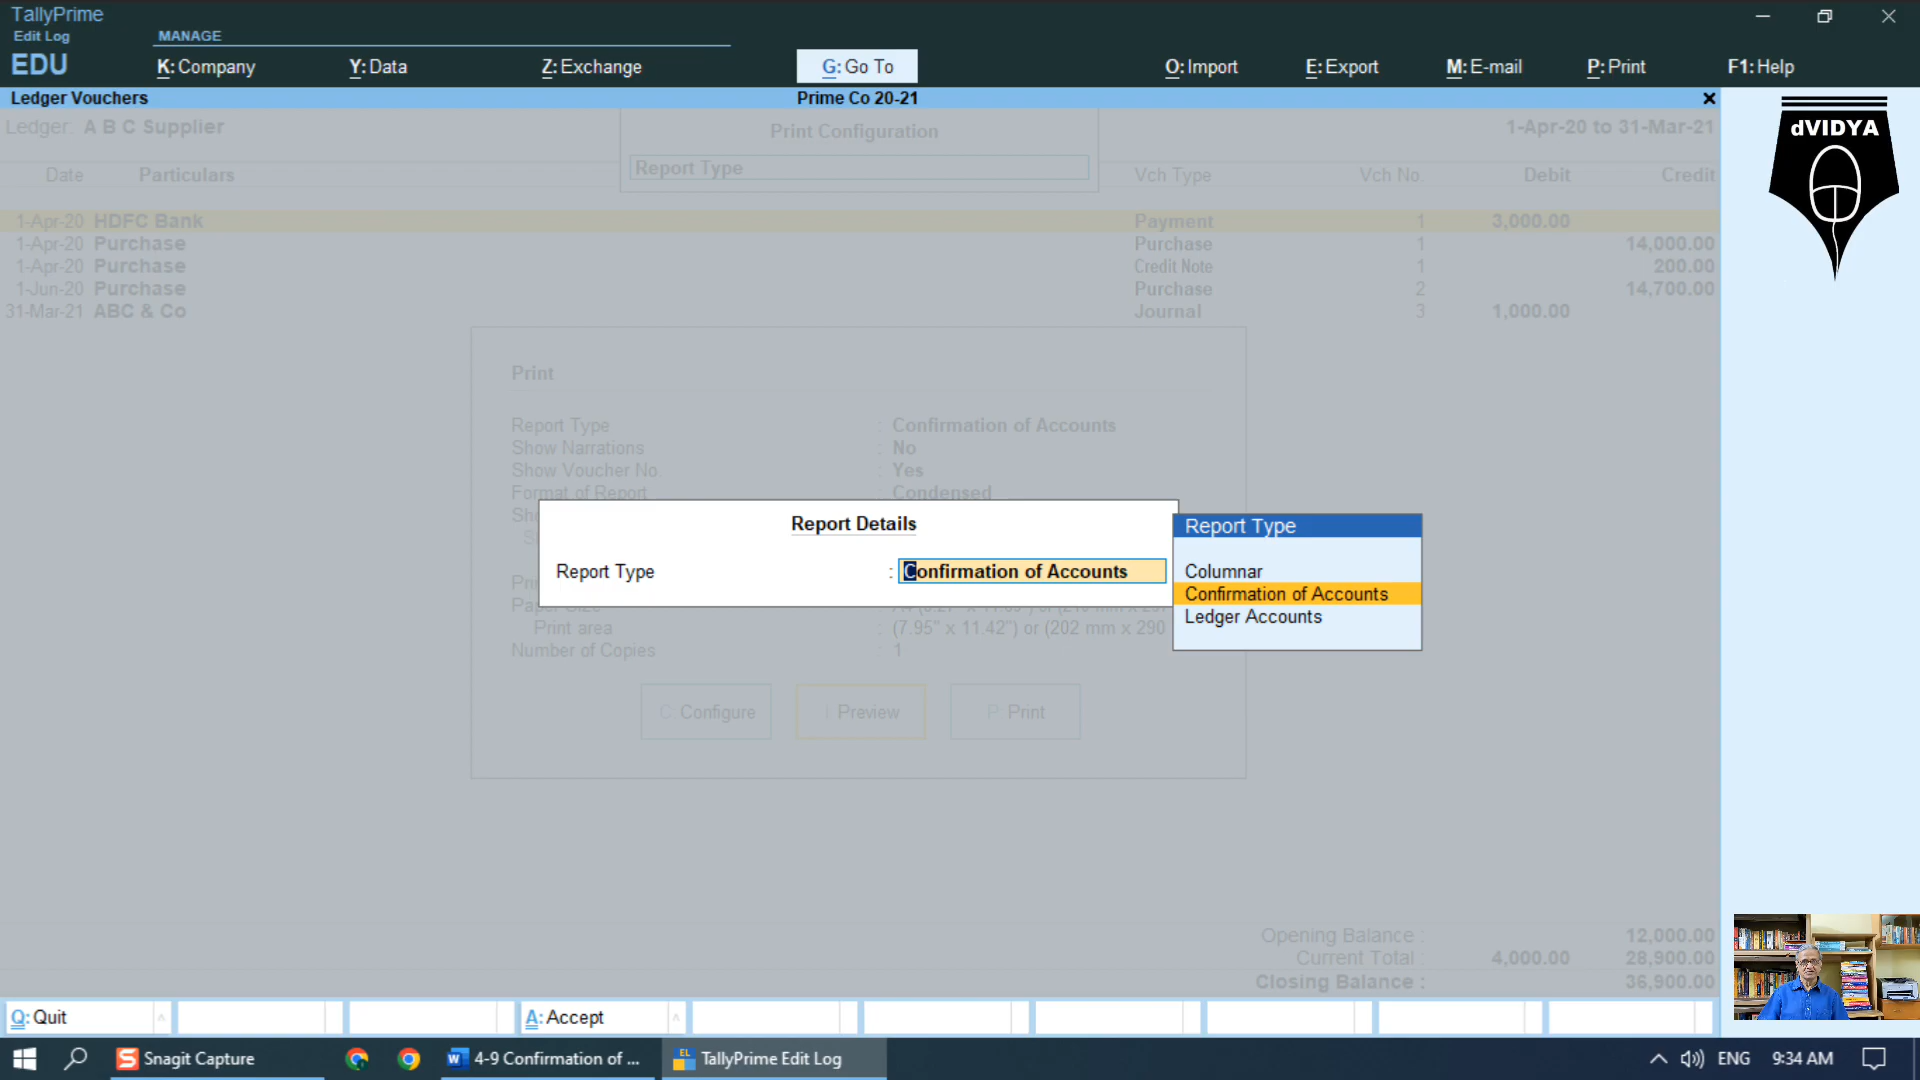 TallyPrime
Edit Log
EDU
MANAGE
K: Company
Y: Data
Z: Exchange
G: Go To
O: Import
E: Export
M: E-mail
P: Print
F1: Help
Ledger Vouchers Prime Co 20-21 ×
Ledger: A B C Supplier 1-Apr-20 to 31-Mar-21
Print Configuration
Report Type
Date Particulars Vch Type Vch No. Debit Credit
1-Apr-20 HDFC Bank Payment 1 3,000.00
1-Apr-20 Purchase Purchase 1 14,000.00
1-Apr-20 Purchase Credit Note 1 200.00
1-Jun-20 Purchase Purchase 2 14,700.00
31-Mar-21 ABC & Co Journal 3 1,000.00
Print
Report Type : Confirmation of Accounts
Show Narrations : No
Show Voucher No : Yes
Format of Report : Condensed
Report Details
Report Type : Confirmation of Accounts
Report Type
Columnar
Confirmation of Accounts
Ledger Accounts
Print area : (7.95" x 11.42") or (202 mm x 290
Number of Copies : 1
C Configure
I Preview
P Print
Opening Balance : 12,000.00
Current Total : 4,000.00 28,900.00
Closing Balance : 36,900.00
Q: Quit
A: Accept
dVIDYA
Snagit Capture
4-9 Confirmation of ...
EL
TallyPrime Edit Log
ENG
9:34 AM